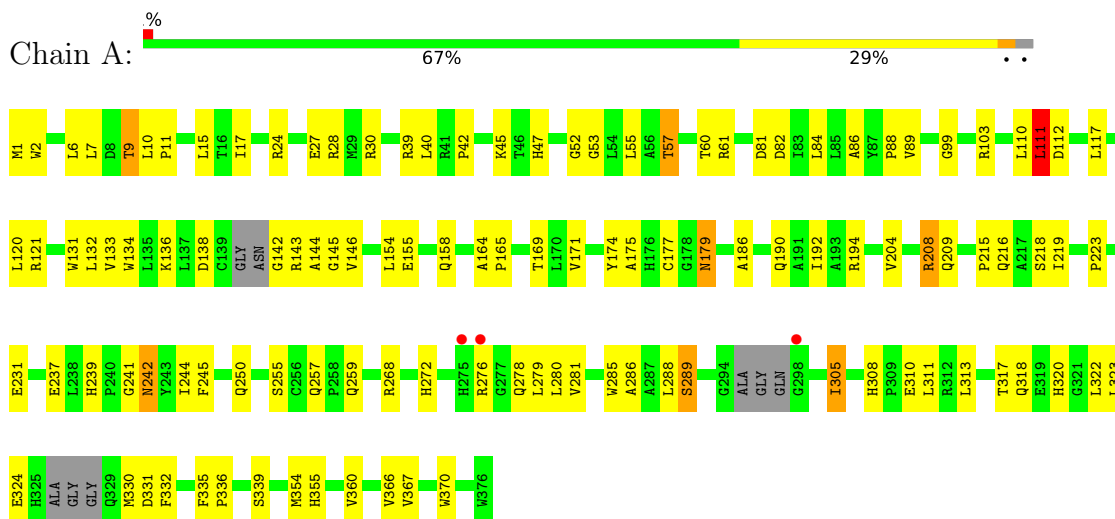 .%
Chain A:
67% 29% . .
M1 W2 L6 L7 D8 T9 L10 P11 L15 T16 I17 R24 E27 R28 M29 R30 R39 L40 R41 P42 K45 T46 H47 G52 G53 L54 L55 A56 T57 T60 R61 D81 D82 I83 L84 L85 A86 Y87 P88 V89 G99 R103 L110 L111 D112 L117
L120 R121 W131 L132 V133 W134 L135 K136 L137 D138 C139 GLY ASN G142 R143 A144 G145 V146 L154 E155 Q158 A164 P165 T169 L170 V171 Y174 A175 H176 C177 G178 N179 A186 Q190 A191 I192 A193 R194 V204 R208 Q209 P215 Q216 A217 S218 I219 P223
E231 E237 L238 H239 P240 G241 N242 Y243 I244 F245 Q250 S255 C256 Q257 P258 Q259 R268 H272 H275 R276 G277 Q278 L279 L280 V281 W285 A286 A287 L288 S289 G294 ALA GLY GLN G298 I305 H308 P309 E310 L311 R312 L313 T317 Q318 E319 H320 G321 L322
E324 H325 ALA GLY GLY Q329 M330 D331 F332 F335 P336 S339 M354 H355 V360 V366 V367 W370 W376